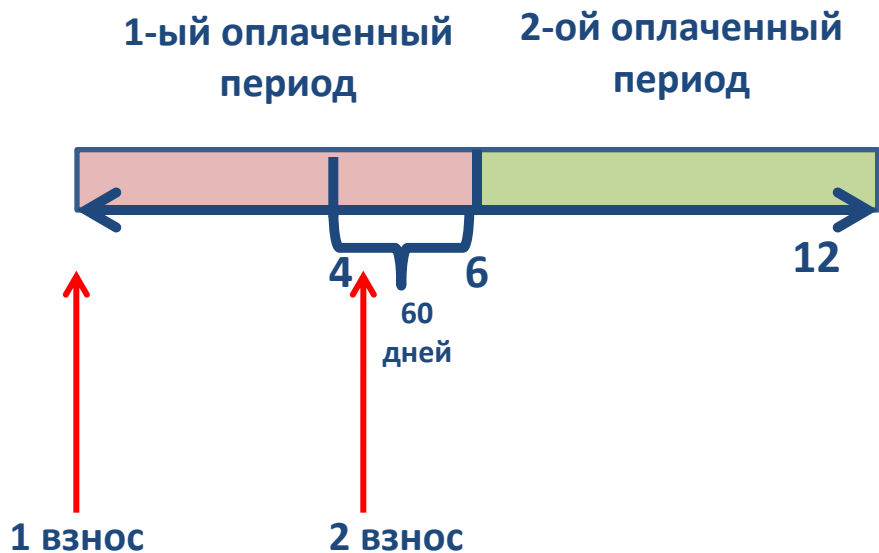 1-ый оплаченный
период
2-ой оплаченный
период
4
6
12
60
дней
1 взнос
2 взнос